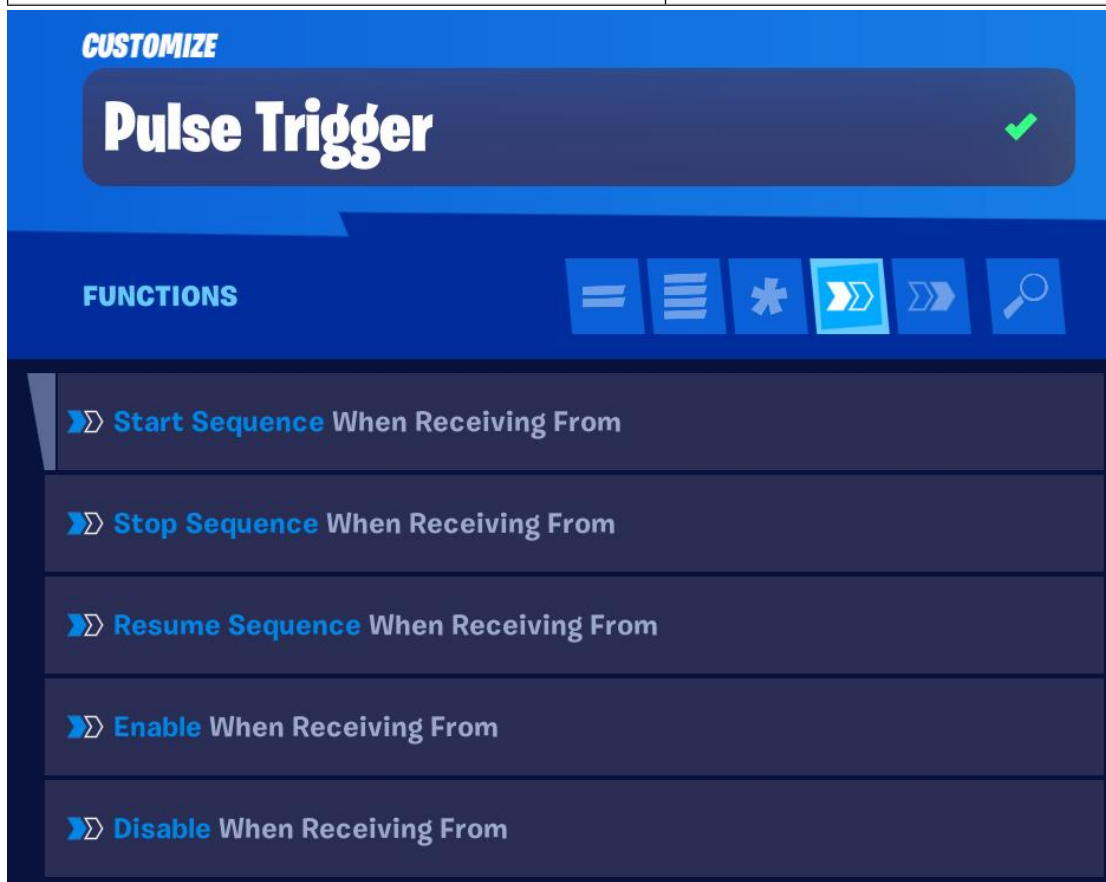 CUSTOMIZE
Pulse Trigger
FUNCTIONS
Start Sequence When Receiving From
Stop Sequence When Receiving From
Resume Sequence When Receiving From
Enable When Receiving From
Disable When Receiving From